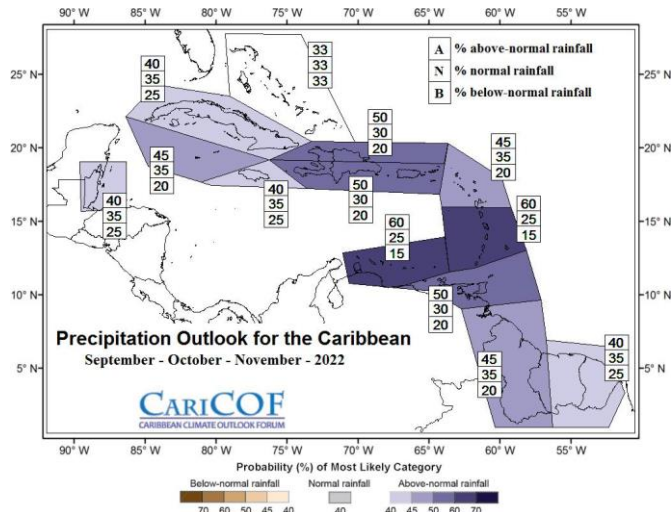 A % above-normal rainfall
N % normal rainfall
B % below-normal rainfall
25° N
20° N
15° N
10° N
5° N
40
35
25
33
33
33
50
30
20
45
35
20
45
35
20
40
35
25
50
30
20
40
35
25
60
25
15
60
25
15
50
30
20
45
35
20
40
35
25
Precipitation Outlook for the Caribbean
September - October - November - 2022
CARICOF
CARIBBEAN CLIMATE OUTLOOK FORUM
90° W 85° W 80° W 75° W 70° W 65° W 60° W 55° W
90° W 85° W 80° W 75° W 70° W 65° W 60° W 55° W
Probability (%) of Most Likely Category
Below-normal rainfall Normal rainfall Above-normal rainfall
70 60 50 45 40 40 40 45 50 60 70